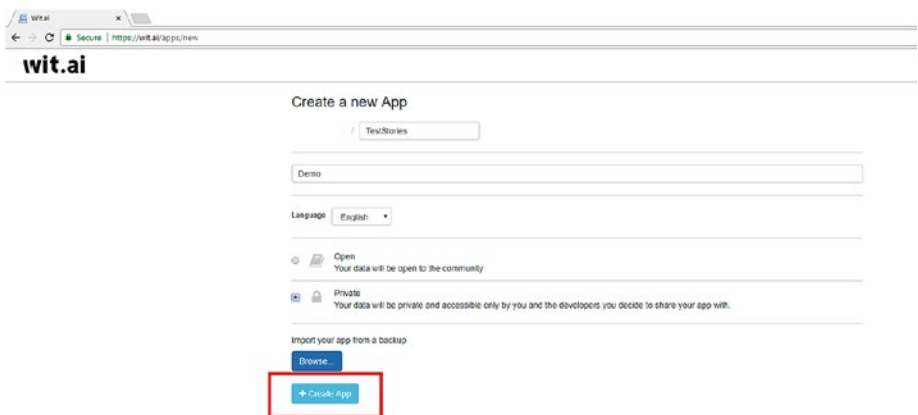 Wit.ai
Secure | https://wit.ai/apps/new
wit.ai
Create a new App
/ TestStories
Demo
Language English
Open
Your data will be open to the community
Private
Your data will be private and accessible only by you and the developers you decide to share your app with.
Import your app from a backup
Browse...
+ Create App